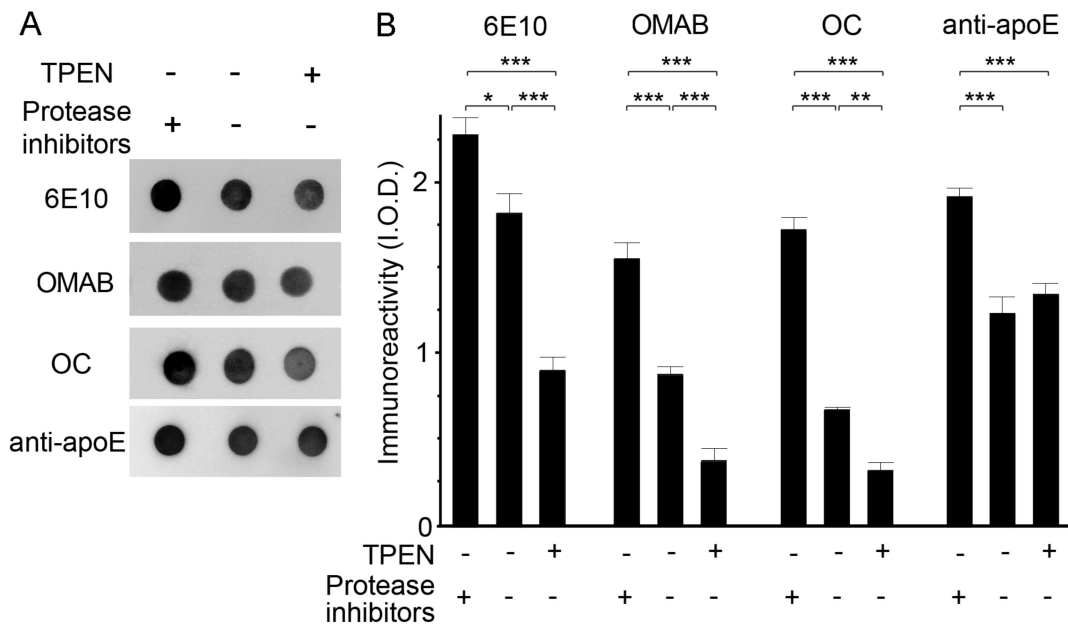 A
TPEN - - +
Protease
inhibitors + - -
6E10
OMAB
OC
anti-apoE
B
6E10 OMAB OC anti-apoE
*** *** *** ***
* *** *** *** *** ** ***
Immunoreactivity (I.O.D.)
2
1
0
TPEN - - + - - + - - + - - +
Protease
inhibitors + - - + - - + - - + - -